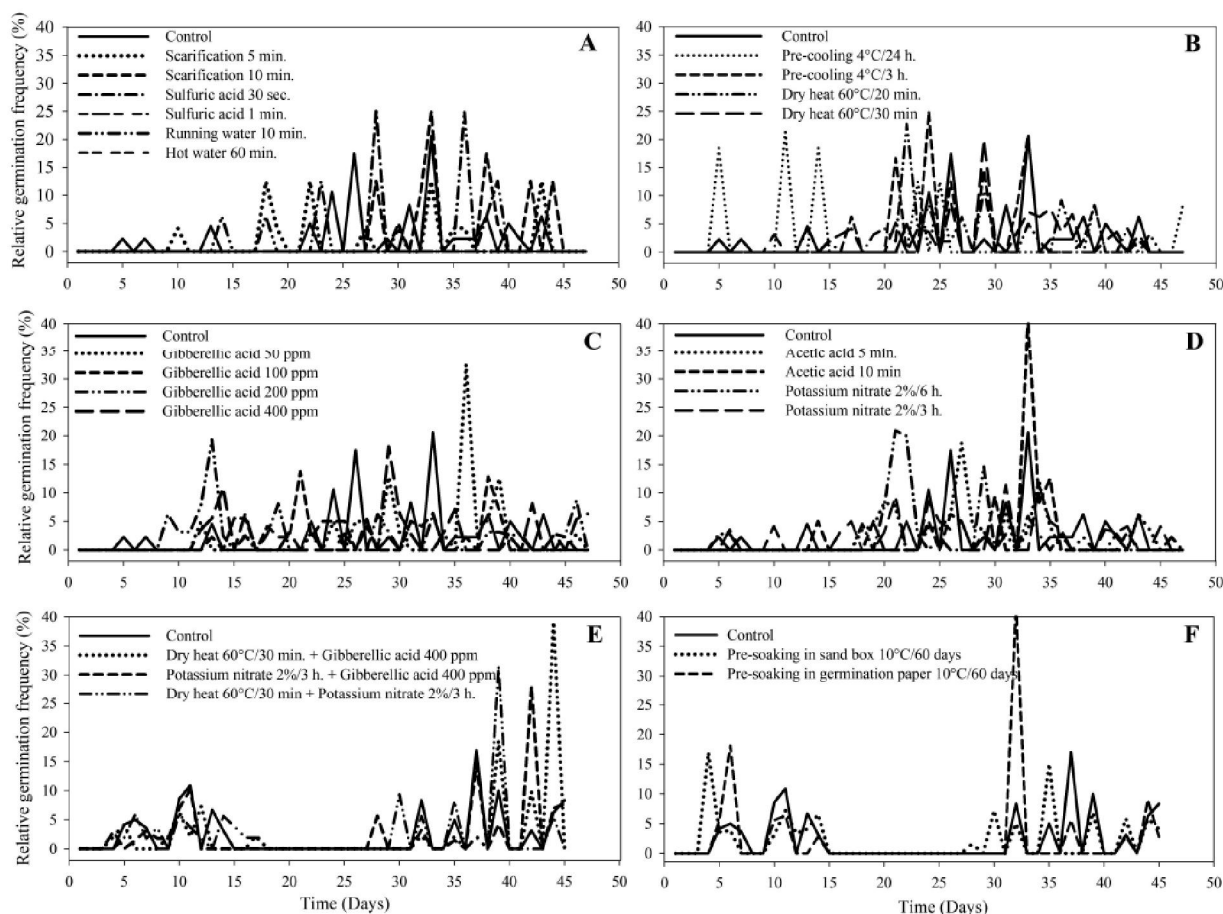 Relative germination frequency (%)
40
35
30
25
20
15
10
5
0
Control
Scarification 5 min.
Scarification 10 min.
Sulfuric acid 30 sec.
Sulfuric acid 1 min.
Running water 10 min.
Hot water 60 min.
A
0 5 10 15 20 25 30 35 40 45 50
40
35
30
25
20
15
10
5
0
Control
Pre-cooling 4°C/24 h.
Pre-cooling 4°C/3 h.
Dry heat 60°C/20 min.
Dry heat 60°C/30 min
B
0 5 10 15 20 25 30 35 40 45 50
Relative germination frequency (%)
40
35
30
25
20
15
10
5
0
Control
Gibberellic acid 50 ppm
Gibberellic acid 100 ppm
Gibberellic acid 200 ppm
Gibberellic acid 400 ppm
C
0 5 10 15 20 25 30 35 40 45 50
40
35
30
25
20
15
10
5
0
Control
Acetic acid 5 min.
Acetic acid 10 min
Potassium nitrate 2%/6 h.
Potassium nitrate 2%/3 h.
D
0 5 10 15 20 25 30 35 40 45 50
Relative germination frequency (%)
40
35
30
25
20
15
10
5
0
Control
Dry heat 60°C/30 min. + Gibberellic acid 400 ppm
Potassium nitrate 2%/3 h. + Gibberellic acid 400 ppm
Dry heat 60°C/30 min + Potassium nitrate 2%/3 h.
E
0 5 10 15 20 25 30 35 40 45 50
Time (Days)
40
35
30
25
20
15
10
5
0
Control
Pre-soaking in sand box 10°C/60 days
Pre-soaking in germination paper 10°C/60 days
F
0 5 10 15 20 25 30 35 40 45 50
Time (Days)